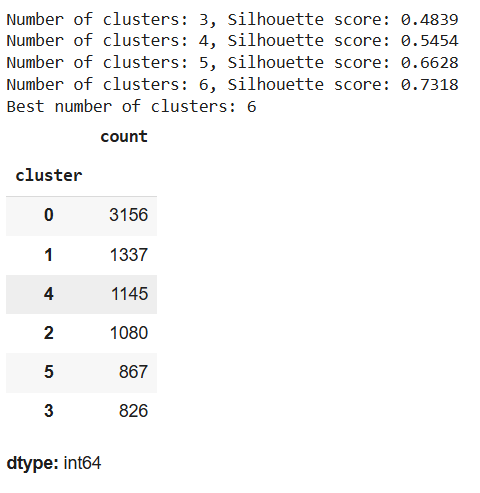 Number of clusters: 3, Silhouette score: 0.4839
Number of clusters: 4, Silhouette score: 0.5454
Number of clusters: 5, Silhouette score: 0.6628
Number of clusters: 6, Silhouette score: 0.7318
Best number of clusters: 6
count
cluster
0 3156
1 1337
4 1145
2 1080
5 867
3 826
dtype: int64